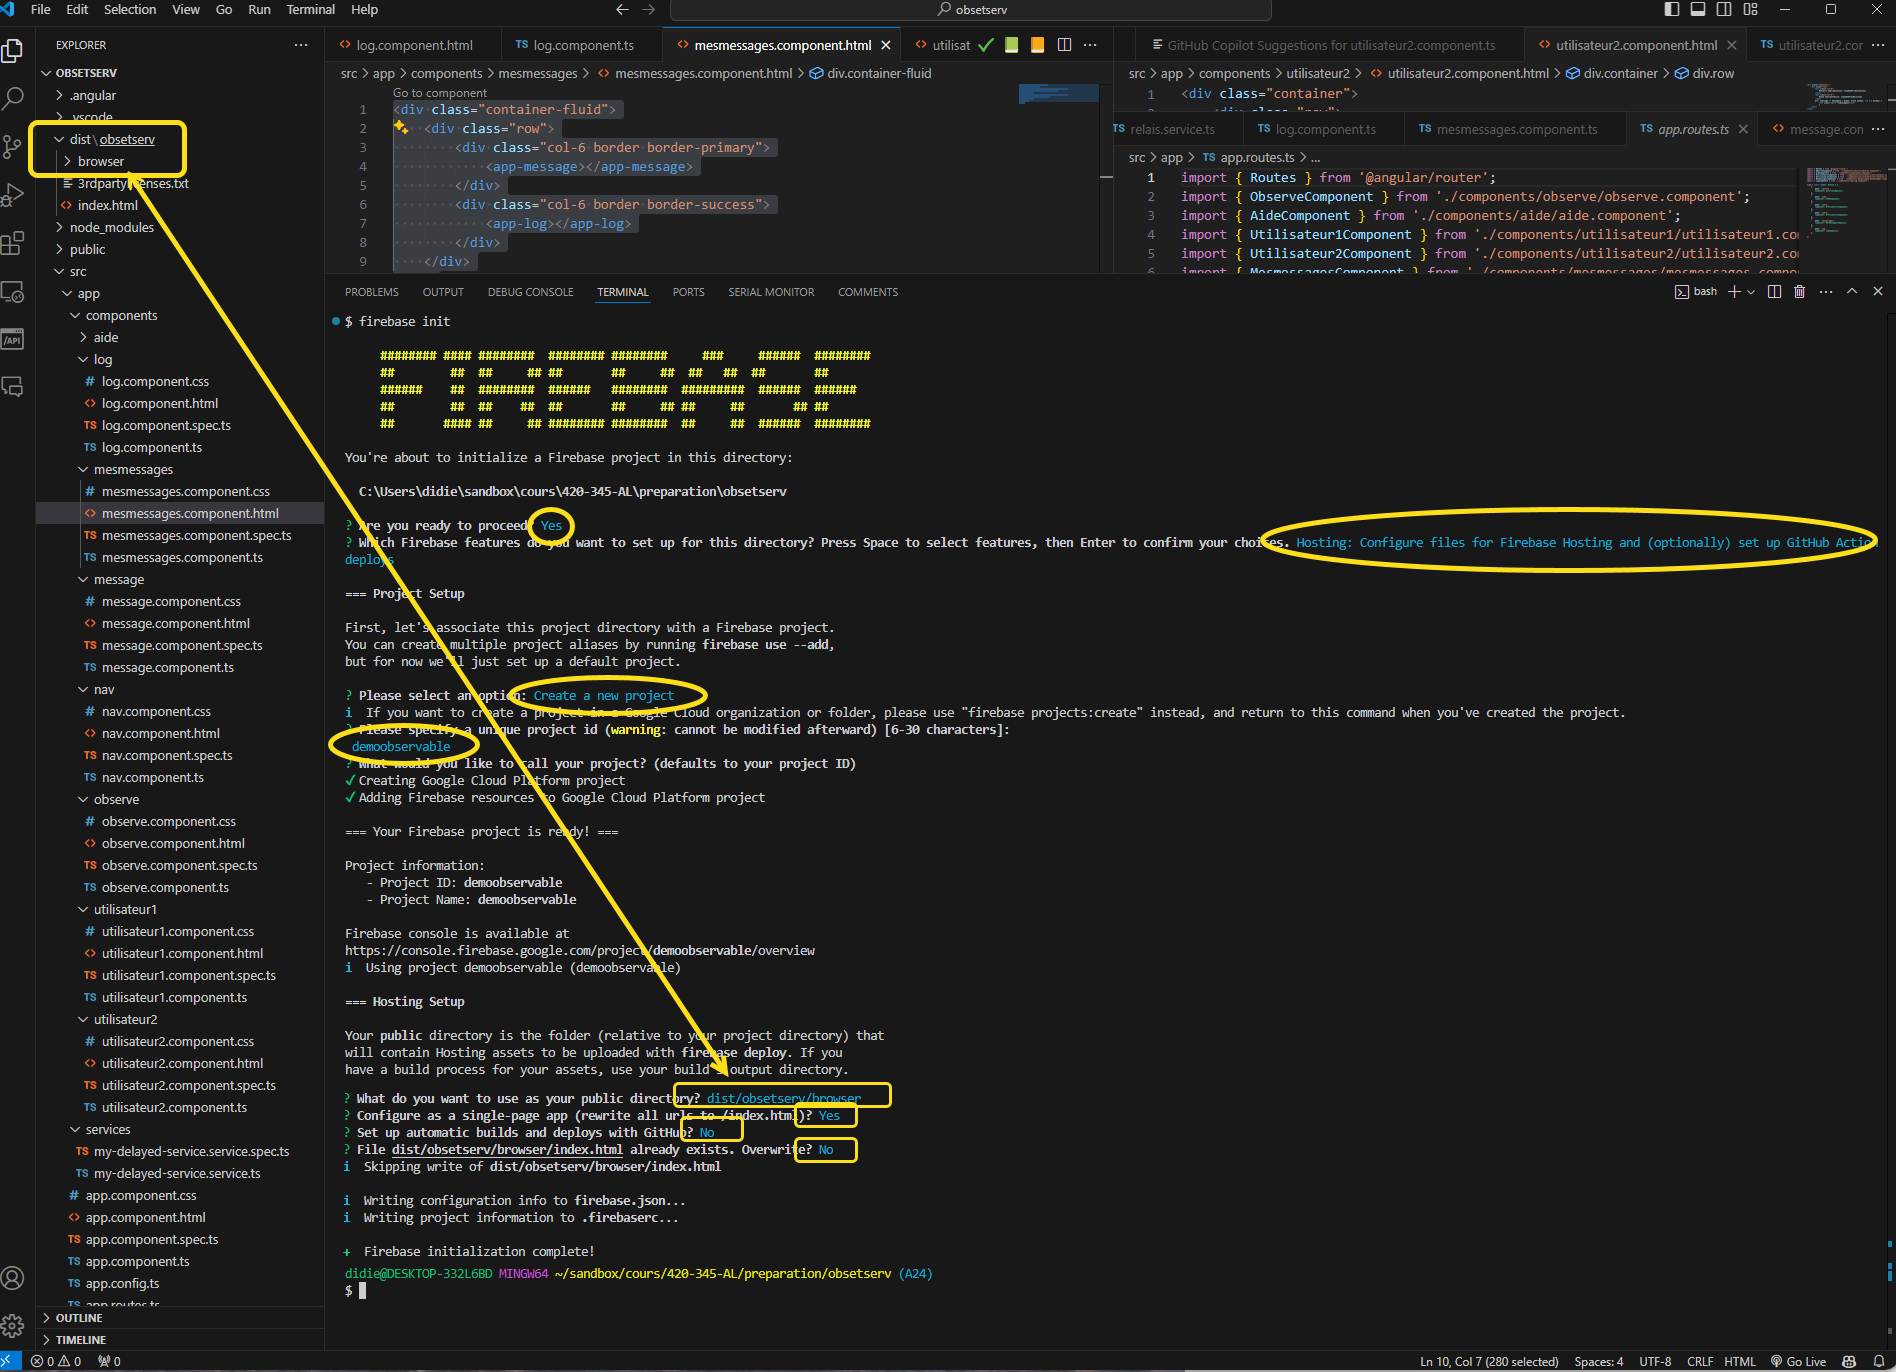 File Edit Selection View Go Run Terminal Help
obsetserv
EXPLORER
OBSETSERV
.angular
.vscode
dist\obsetserv
browser
index.html
node_modules
public
src
app
components
aide
log
log.component.css
log.component.html
log.component.spec.ts
log.component.ts
mesmessages
mesmessages.component.css
mesmessages.component.html
mesmessages.component.spec.ts
mesmessages.component.ts
message
message.component.css
message.component.html
message.component.spec.ts
message.component.ts
nav
nav.component.css
nav.component.html
nav.component.spec.ts
nav.component.ts
observe
observe.component.css
observe.component.html
observe.component.spec.ts
observe.component.ts
utilisateur1
utilisateur1.component.css
utilisateur1.component.html
utilisateur1.component.spec.ts
utilisateur1.component.ts
utilisateur2
utilisateur2.component.css
utilisateur2.component.html
utilisateur2.component.spec.ts
utilisateur2.component.ts
services
my-delayed-service.service.spec.ts
my-delayed-service.service.ts
app.component.css
app.component.html
app.component.spec.ts
app.component.ts
app.config.ts
app.routes.ts
OUTLINE
TIMELINE
log.component.html
log.component.ts
mesmessages.component.html
utilisat
src > app > components > mesmessages > mesmessages.component.html > div.container-fluid
Go to component
1 <div class="container-fluid">
2 <div class="row">
3 <div class="col-6 border border-primary">
4 <app-message></app-message>
5 </div>
6 <div class="col-6 border border-success">
7 <app-log></app-log>
8 </div>
9 </div>
GitHub Copilot Suggestions for utilisateur2.component.ts
utilisateur2.component.html
utilisateur2.cor
src > app > components > utilisateur2 > utilisateur2.component.html > div.container > div.row
1 <div class="container">
relais.service.ts
log.component.ts
mesmessages.component.ts
app.routes.ts
message.con
src > app > app.routes.ts > ...
1 import { Routes } from '@angular/router';
2 import { ObserveComponent } from './components/observe/observe.component';
3 import { AideComponent } from './components/aide/aide.component';
4 import { Utilisateur1Component } from './components/utilisateur1/utilisateur1.co
5 import { Utilisateur2Component } from './components/utilisateur2/utilisateur2.co
6 import { MesmessagesComponent } from './components/mesmessages/mesmessages.compo
PROBLEMS OUTPUT DEBUG CONSOLE TERMINAL PORTS SERIAL MONITOR COMMENTS
bash
$ firebase init
FIREBASE
You're about to initialize a Firebase project in this directory:
C:\Users\didie\sandbox\cours\420-345-AL\preparation\obsetserv
? Are you ready to proceed? Yes
? Which Firebase features do you want to set up for this directory? Press Space to select features, then Enter to confirm your choices. Hosting: Configure files for Firebase Hosting and (optionally) set up GitHub Action
deploys
=== Project Setup
First, let's associate this project directory with a Firebase project.
You can create multiple project aliases by running firebase use --add,
but for now we'll just set up a default project.
? Please select an option: Create a new project
i If you want to create a project in a Google Cloud organization or folder, please use "firebase projects:create" instead, and return to this command when you've created the project.
? Please specify a unique project id (warning: cannot be modified afterward) [6-30 characters]:
demoobservable
? What would you like to call your project? (defaults to your project ID)
✓ Creating Google Cloud Platform project
✓ Adding Firebase resources to Google Cloud Platform project
=== Your Firebase project is ready! ===
Project information:
- Project ID: demoobservable
- Project Name: demoobservable
Firebase console is available at
https://console.firebase.google.com/project/demoobservable/overview
i Using project demoobservable (demoobservable)
=== Hosting Setup
Your public directory is the folder (relative to your project directory) that
will contain Hosting assets to be uploaded with firebase deploy. If you
have a build process for your assets, use your build's output directory.
? What do you want to use as your public directory? dist/obsetserv/browser
? Configure as a single-page app (rewrite all urls to /index.html)? Yes
? Set up automatic builds and deploys with GitHub? No
? File dist/obsetserv/browser/index.html already exists. Overwrite? No
i Skipping write of dist/obsetserv/browser/index.html
i Writing configuration info to firebase.json...
i Writing project information to .firebaserc...
+ Firebase initialization complete!
didie@DESKTOP-332L6BD MINGW64 ~/sandbox/cours/420-345-AL/preparation/obsetserv (A24)
$
0 0 0
Ln 10, Col 7 (280 selected) Spaces: 4 UTF-8 CRLF HTML Go Live